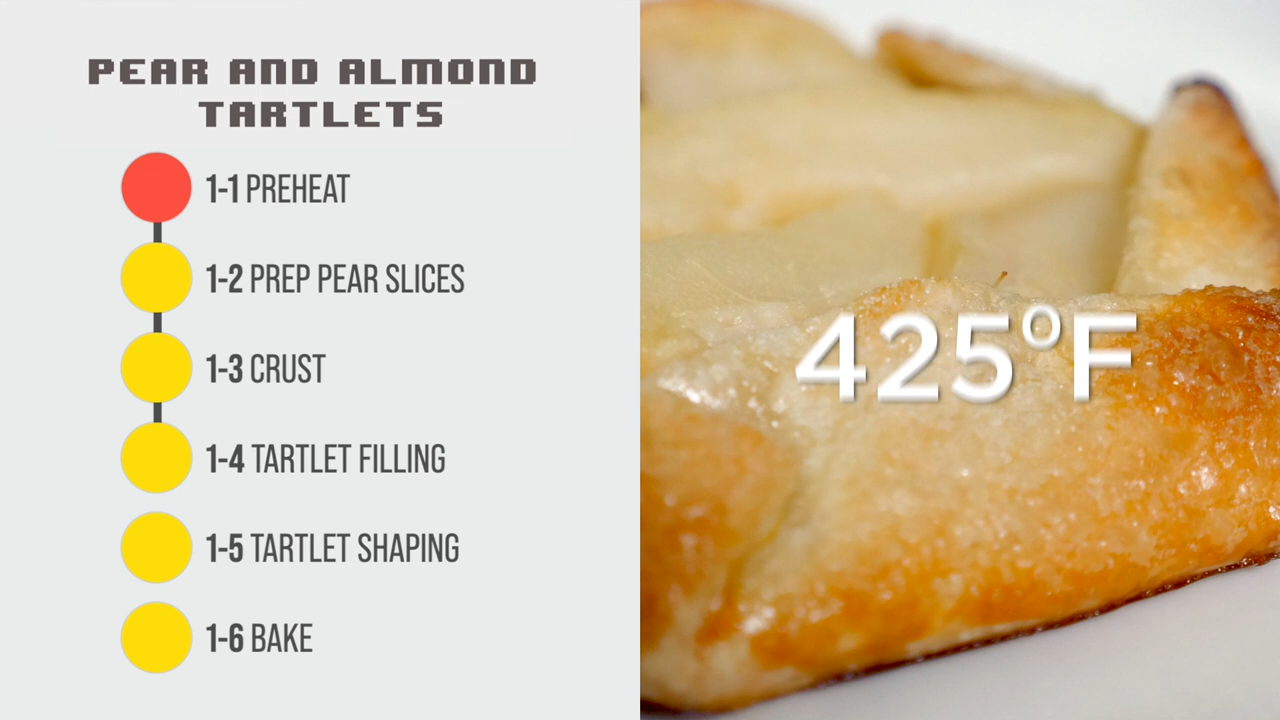 PEAR AND ALMOND
TARTLETS
1-1 PREHEAT
1-2 PREP PEAR SLICES
1-3 CRUST
1-4 TARTLET FILLING
1-5 TARTLET SHAPING
1-6 BAKE
425°F